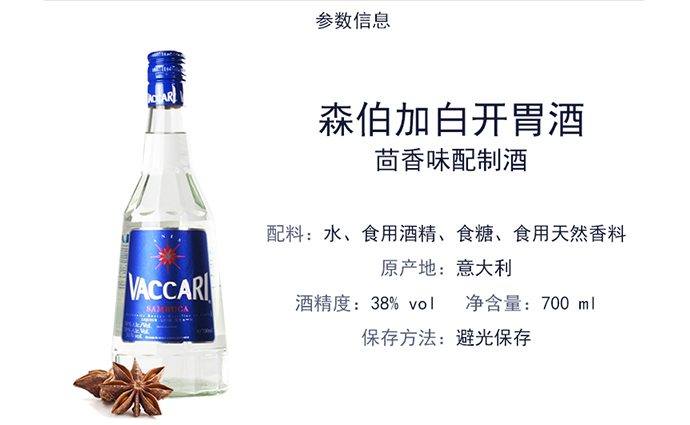 参数信息
森伯加白开胃酒
茴香味配制酒
配料：水、食用酒精、食糖、食用天然香料
原产地：意大利
酒精度：38% vol 净含量：700 ml
保存方法：避光保存
VACCARI
VACCARI
SAMBUCA